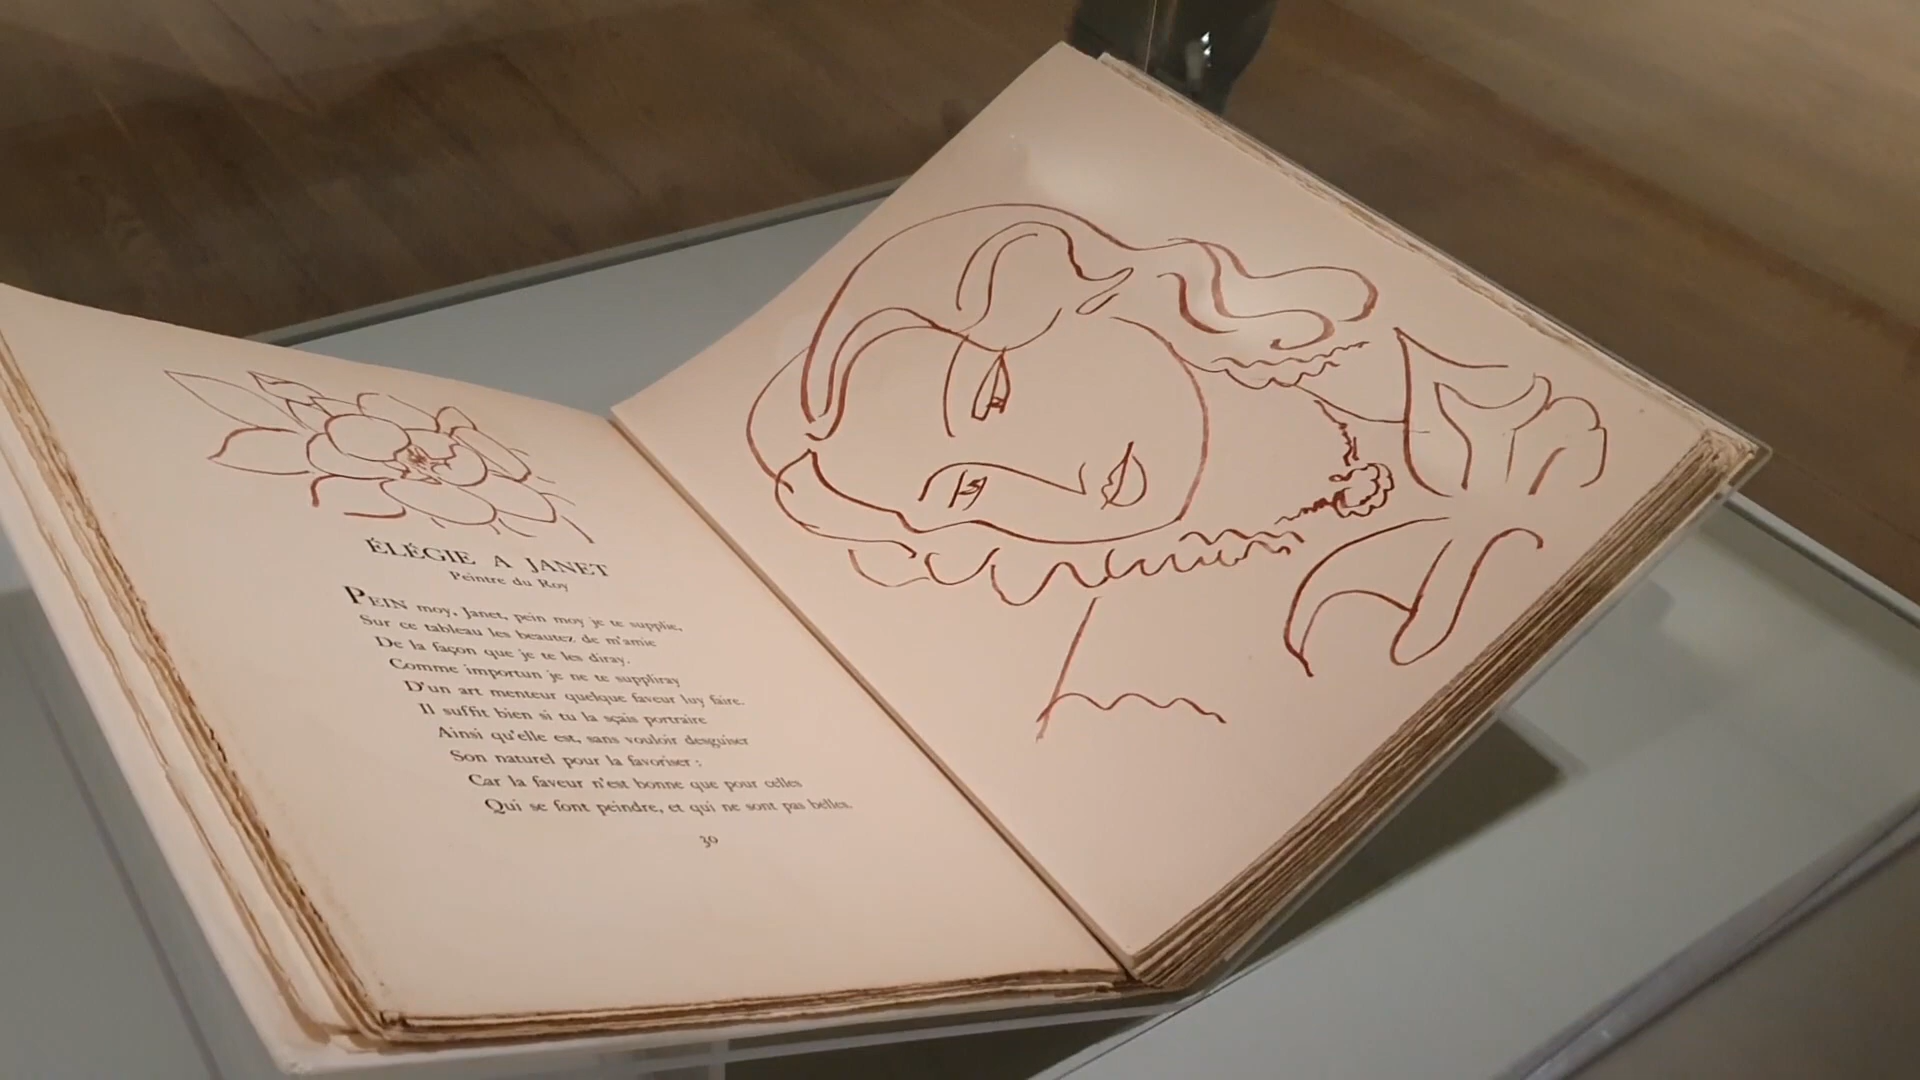 ÉLÉGIE A JANET
Peintre du Roy
PEIN moy, Janet, pein moy je te supplie,
Sur ce tableau les beautez de m'amie
De la façon que je te les diray.
Comme importun je ne te suppliray
D'un art menteur quelque faveur luy faire.
Il suffit bien si tu la sçais portraire
Ainsi qu'elle est, sans vouloir desguiser
Son naturel pour la favoriser :
Car la faveur n'est bonne que pour celles
Qui se font peindre, et qui ne sont pas belles.
30